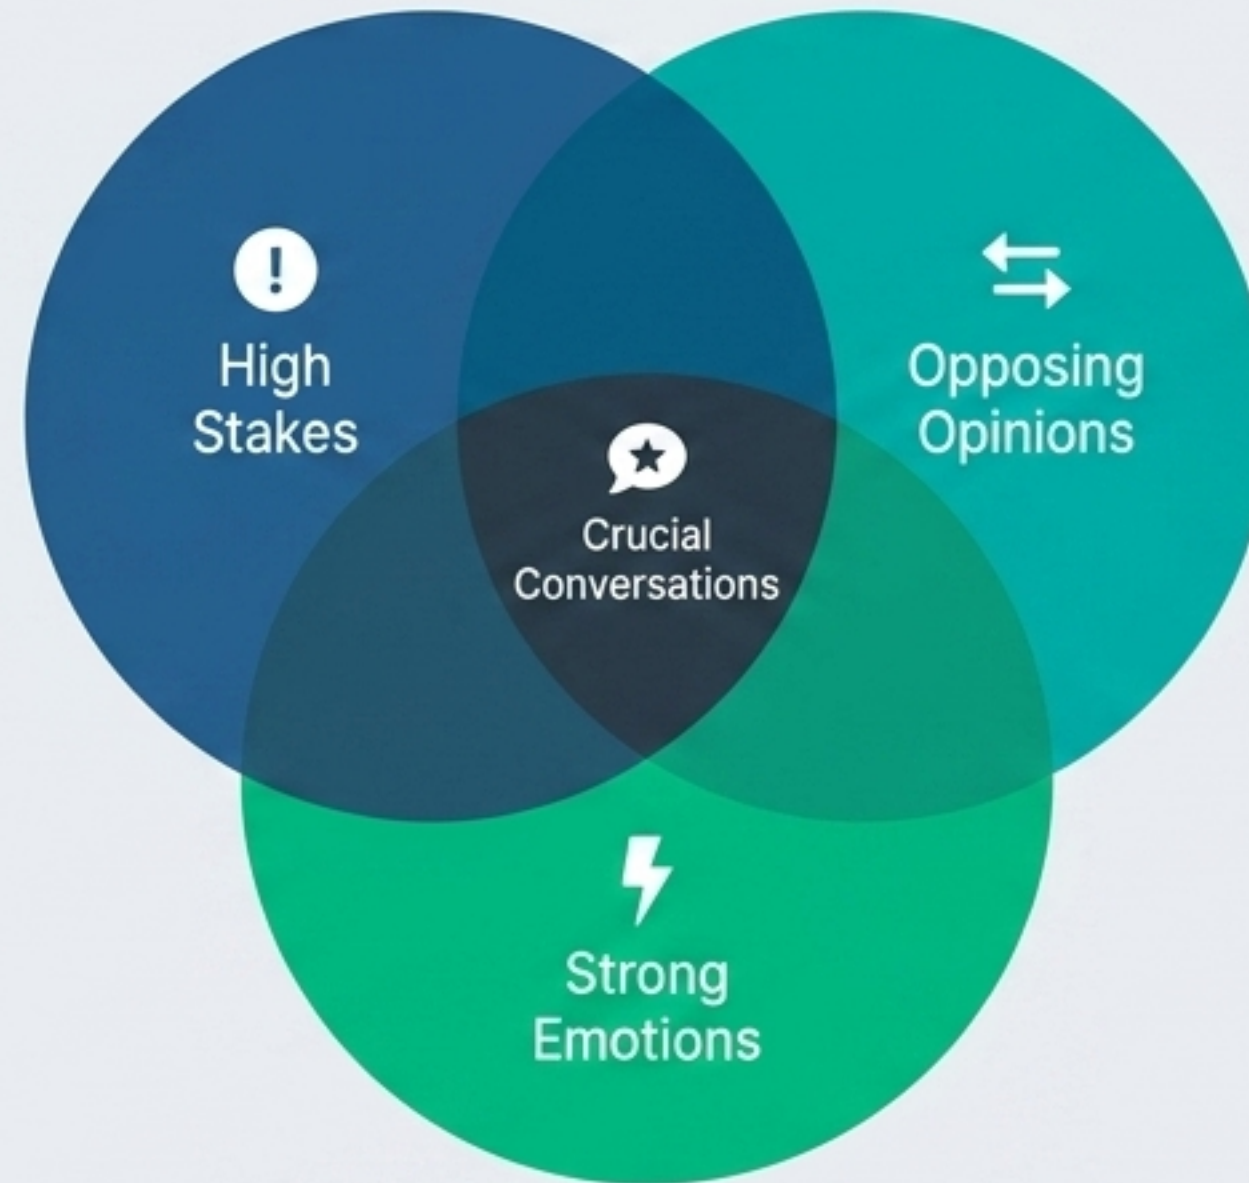 High
Stakes
Opposing
Opinions
Crucial
Conversations
Strong
Emotions